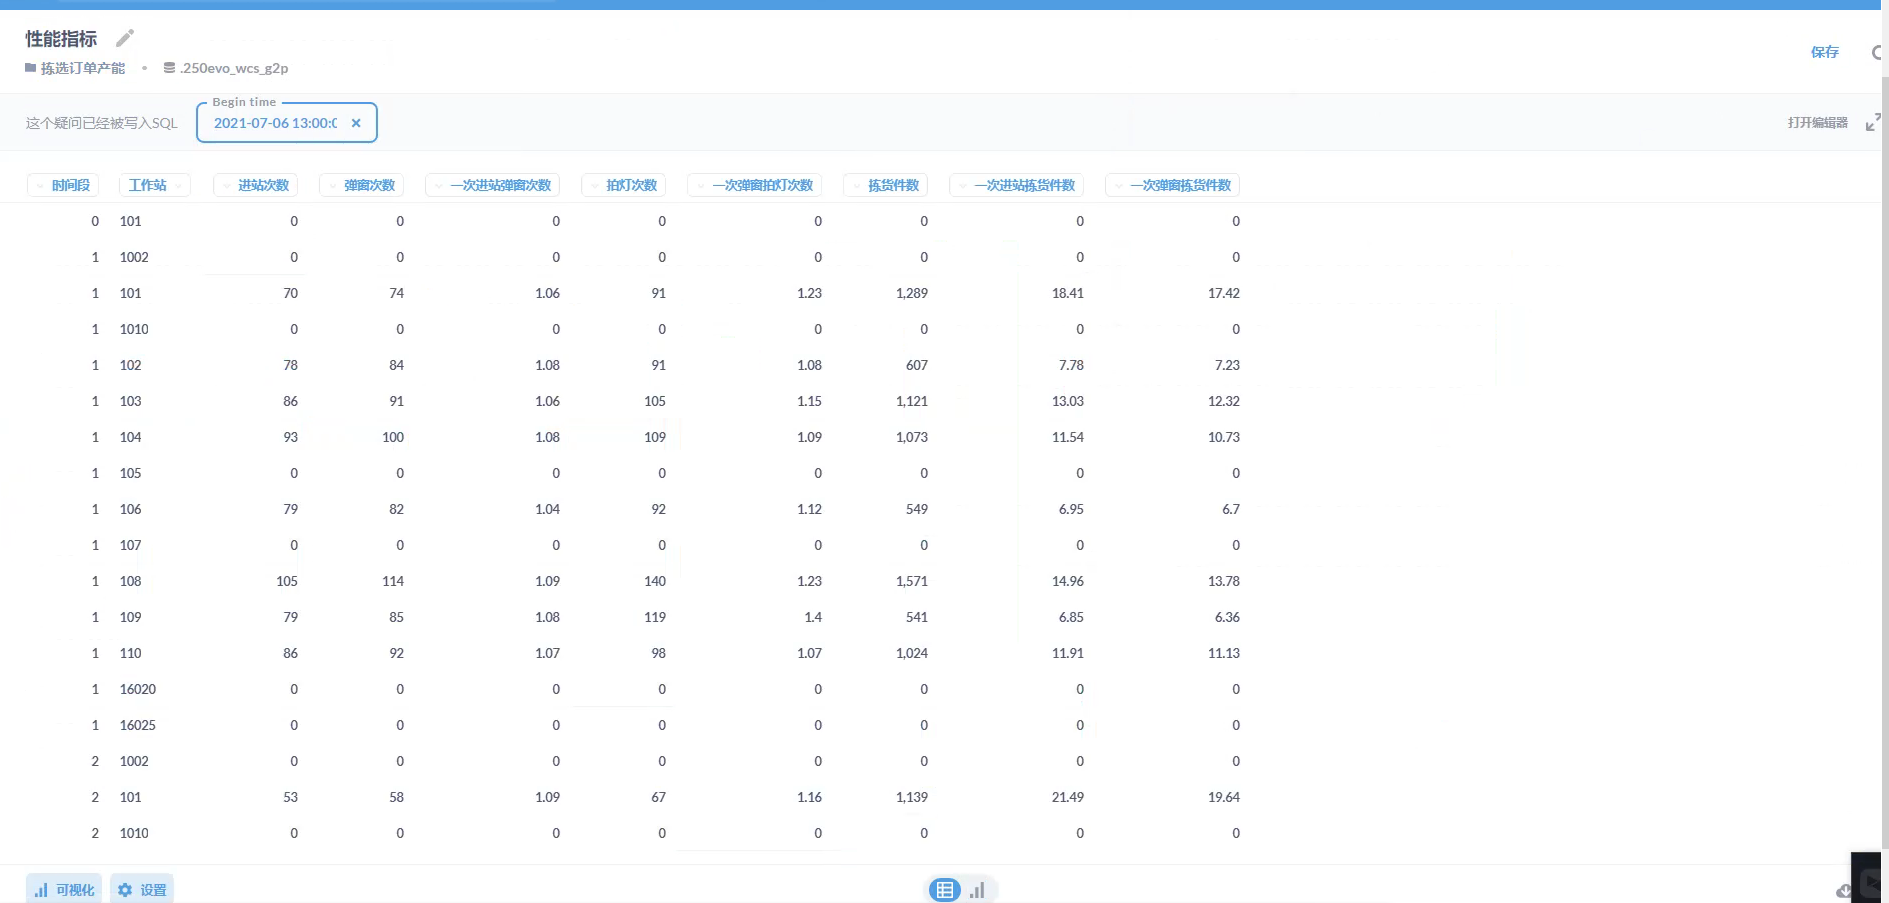 性能指标
拣选订单产能 • .250evo_wcs_g2p
保存
Begin time
这个疑问已经被写入SQL 2021-07-06 13:00:0 ×
打开编辑器
时间段 工作站 进站次数 弹窗次数 一次进站弹窗次数 拍灯次数 一次弹窗拍灯次数 拣货件数 一次进站拣货件数 一次弹窗拣货件数
0 101 0 0 0 0 0 0 0 0
1 1002 0 0 0 0 0 0 0 0
1 101 70 74 1.06 91 1.23 1,289 18.41 17.42
1 1010 0 0 0 0 0 0 0 0
1 102 78 84 1.08 91 1.08 607 7.78 7.23
1 103 86 91 1.06 105 1.15 1,121 13.03 12.32
1 104 93 100 1.08 109 1.09 1,073 11.54 10.73
1 105 0 0 0 0 0 0 0 0
1 106 79 82 1.04 92 1.12 549 6.95 6.7
1 107 0 0 0 0 0 0 0 0
1 108 105 114 1.09 140 1.23 1,571 14.96 13.78
1 109 79 85 1.08 119 1.4 541 6.85 6.36
1 110 86 92 1.07 98 1.07 1,024 11.91 11.13
1 16020 0 0 0 0 0 0 0 0
1 16025 0 0 0 0 0 0 0 0
2 1002 0 0 0 0 0 0 0 0
2 101 53 58 1.09 67 1.16 1,139 21.49 19.64
2 1010 0 0 0 0 0 0 0 0
可视化 设置